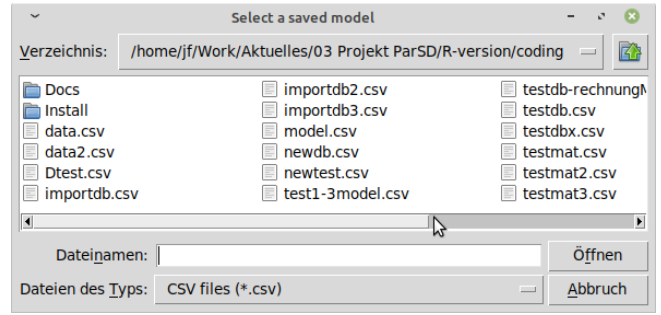 Select a saved model
Verzeichnis: /home/jf/Work/Aktuelles/03 Projekt ParSD/R-version/coding
Docs
Install
data.csv
data2.csv
Dtest.csv
importdb.csv
importdb2.csv
importdb3.csv
model.csv
newdb.csv
newtest.csv
test1-3model.csv
testdb-rechnungM
testdb.csv
testdbx.csv
testmat.csv
testmat2.csv
testmat3.csv
Dateinamen:
Öffnen
Dateien des Typs: CSV files (*.csv)
Abbruch